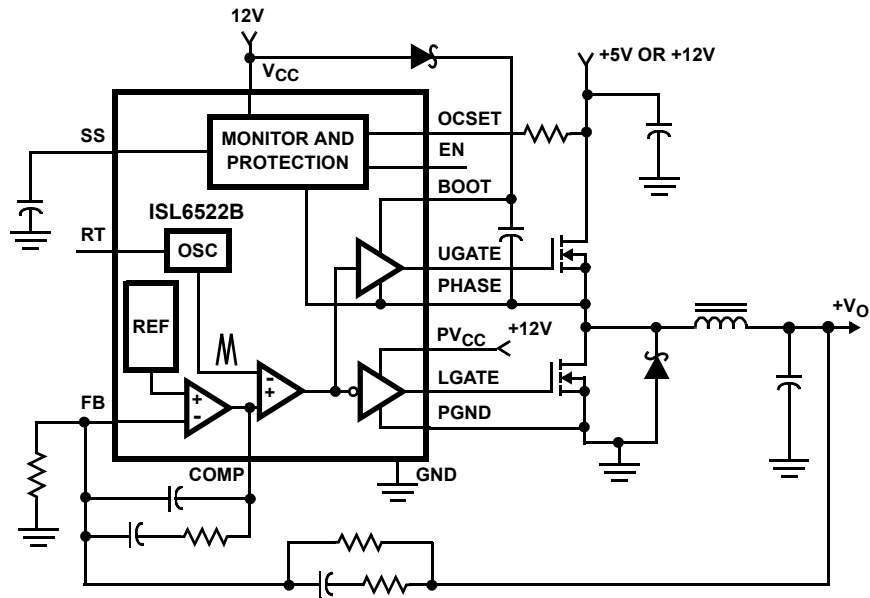 12V
+5V OR +12V
VCC
OCSET
SS
MONITOR AND
PROTECTION
EN
BOOT
ISL6522B
RT
OSC
UGATE
PHASE
REF
+VO
PVCC
+12V
LGATE
FB
+
-
-
+
PGND
COMP
GND